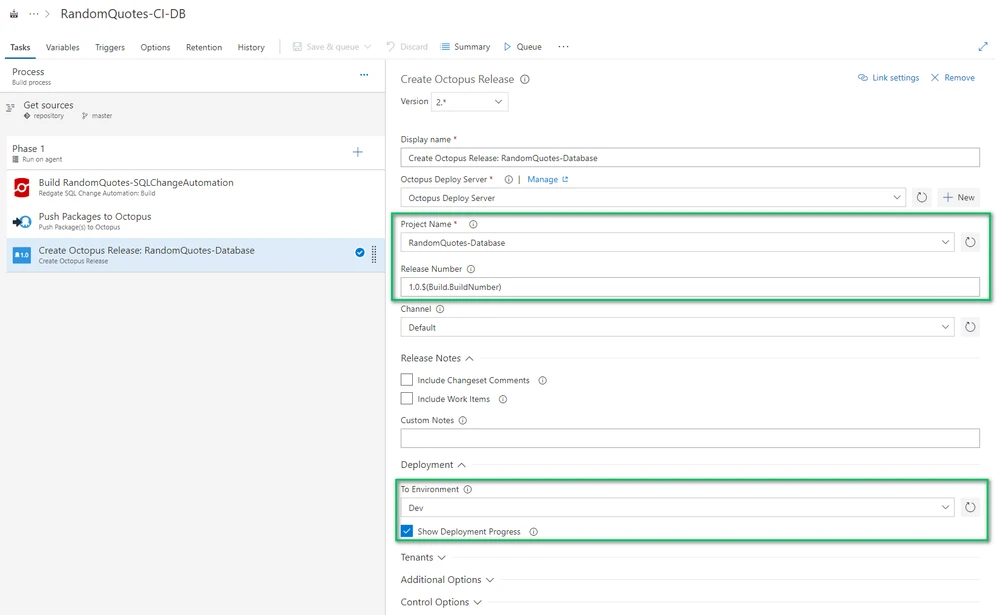 ··· > RandomQuotes-CI-DB
Tasks Variables Triggers Options Retention History Save & queue Discard Summary Queue ···
Process ···
Build process
Get sources
repository master
Phase 1
Run on agent
Build RandomQuotes-SQLChangeAutomation
Redgate SQL Change Automation: Build
Push Packages to Octopus
Push Package(s) to Octopus
1.0 Create Octopus Release: RandomQuotes-Database
Create Octopus Release
Create Octopus Release Link settings Remove
Version 2.*
Display name *
Create Octopus Release: RandomQuotes-Database
Octopus Deploy Server * | Manage
Octopus Deploy Server New
Project Name *
RandomQuotes-Database
Release Number
1.0.$(Build.BuildNumber)
Channel
Default
Release Notes
Include Changeset Comments
Include Work Items
Custom Notes
Deployment
To Environment
Dev
Show Deployment Progress
Tenants
Additional Options
Control Options